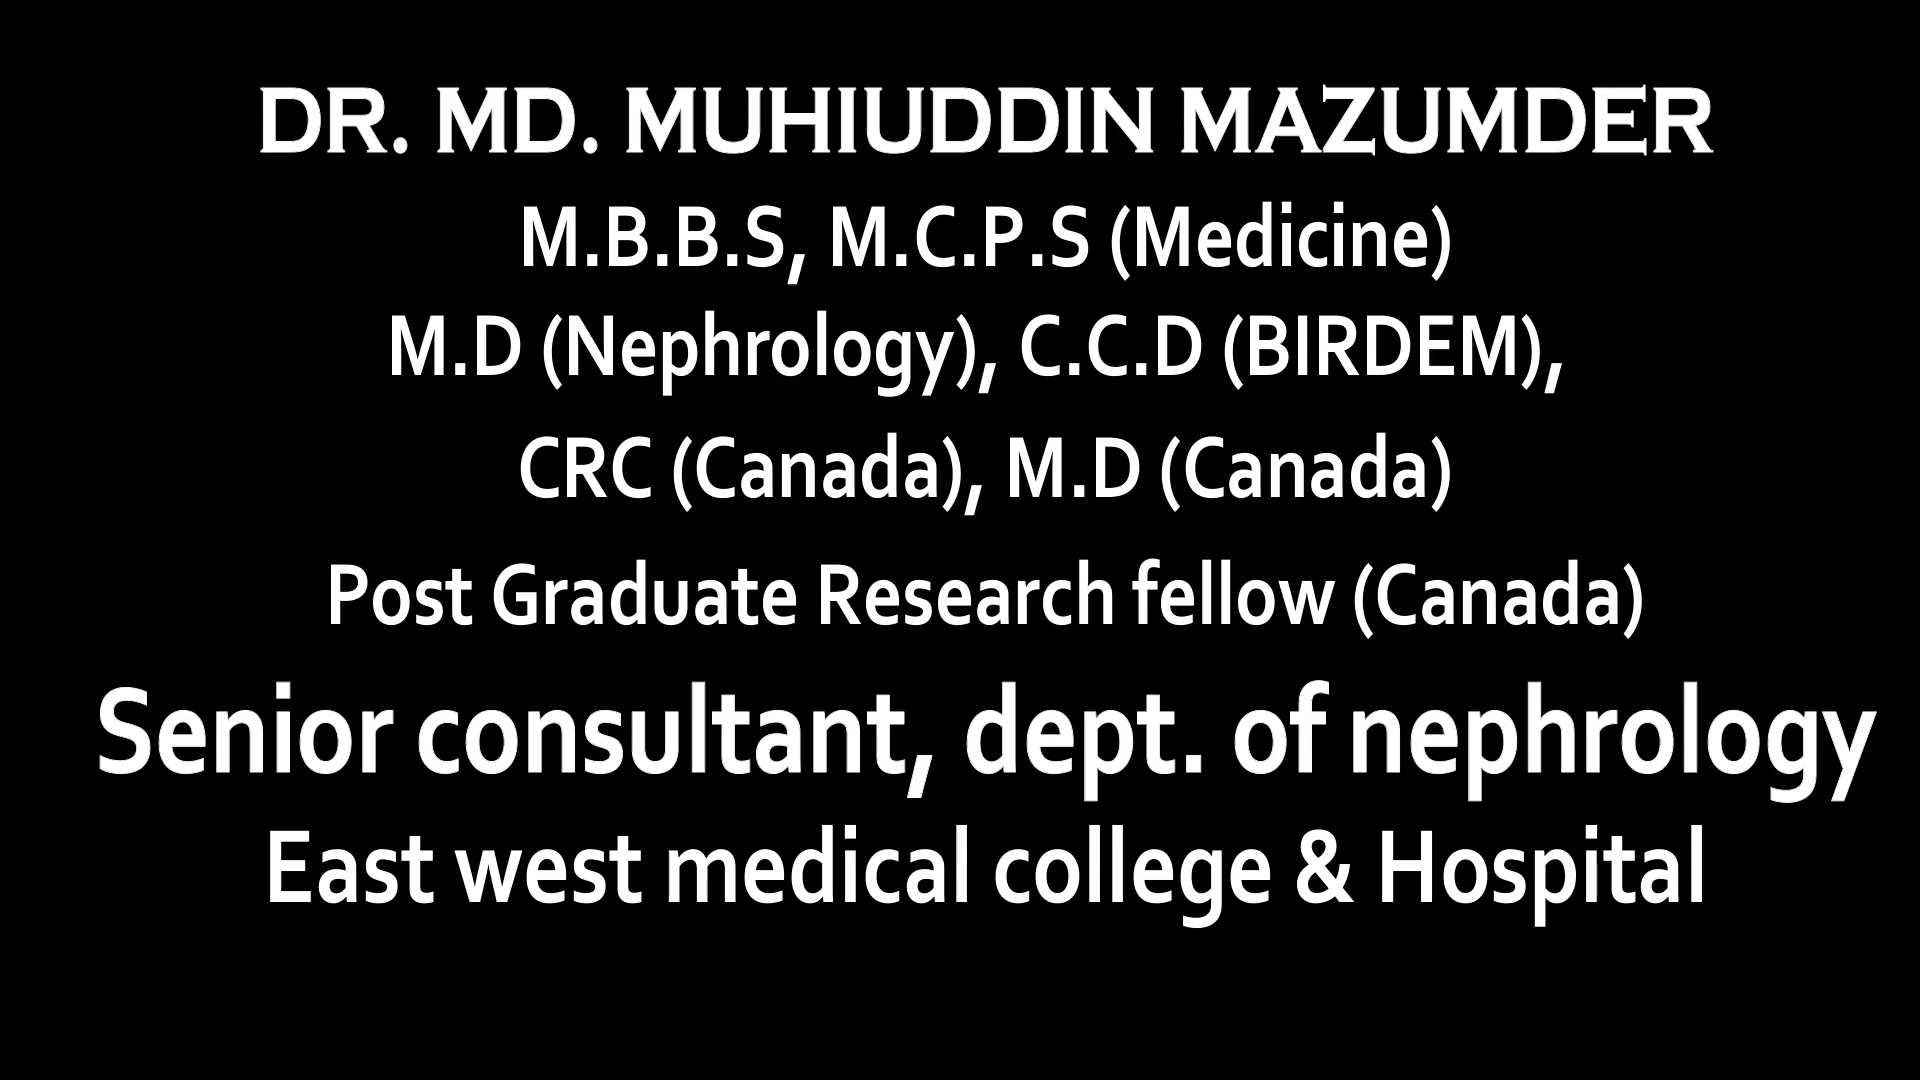 DR. MD. MUHIUDDIN MAZUMDER
M.B.B.S, M.C.P.S (Medicine)
M.D (Nephrology), C.C.D (BIRDEM),
CRC (Canada), M.D (Canada)
Post Graduate Research fellow (Canada)
Senior consultant, dept. of nephrology
East west medical college & Hospital